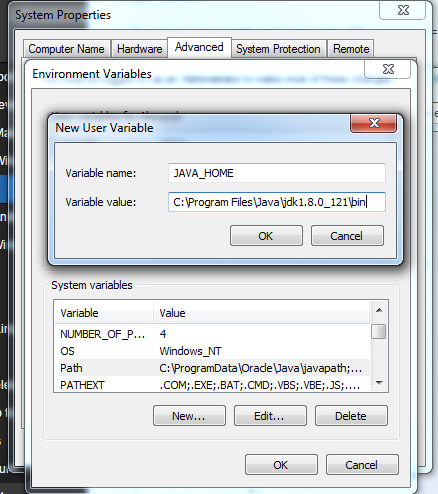 System Properties
Computer Name Hardware Advanced System Protection Remote
Environment Variables
New User Variable
Variable name: JAVA_HOME
Variable value: C:\Program Files\Java\jdk1.8.0_121\bin
OK Cancel
System variables
Variable Value
NUMBER_OF_P... 4
OS Windows_NT
Path C:\ProgramData\Oracle\Java\javapath;...
PATHEXT .COM;.EXE;.BAT;.CMD;.VBS;.VBE;.JS;....
New... Edit... Delete
OK Cancel